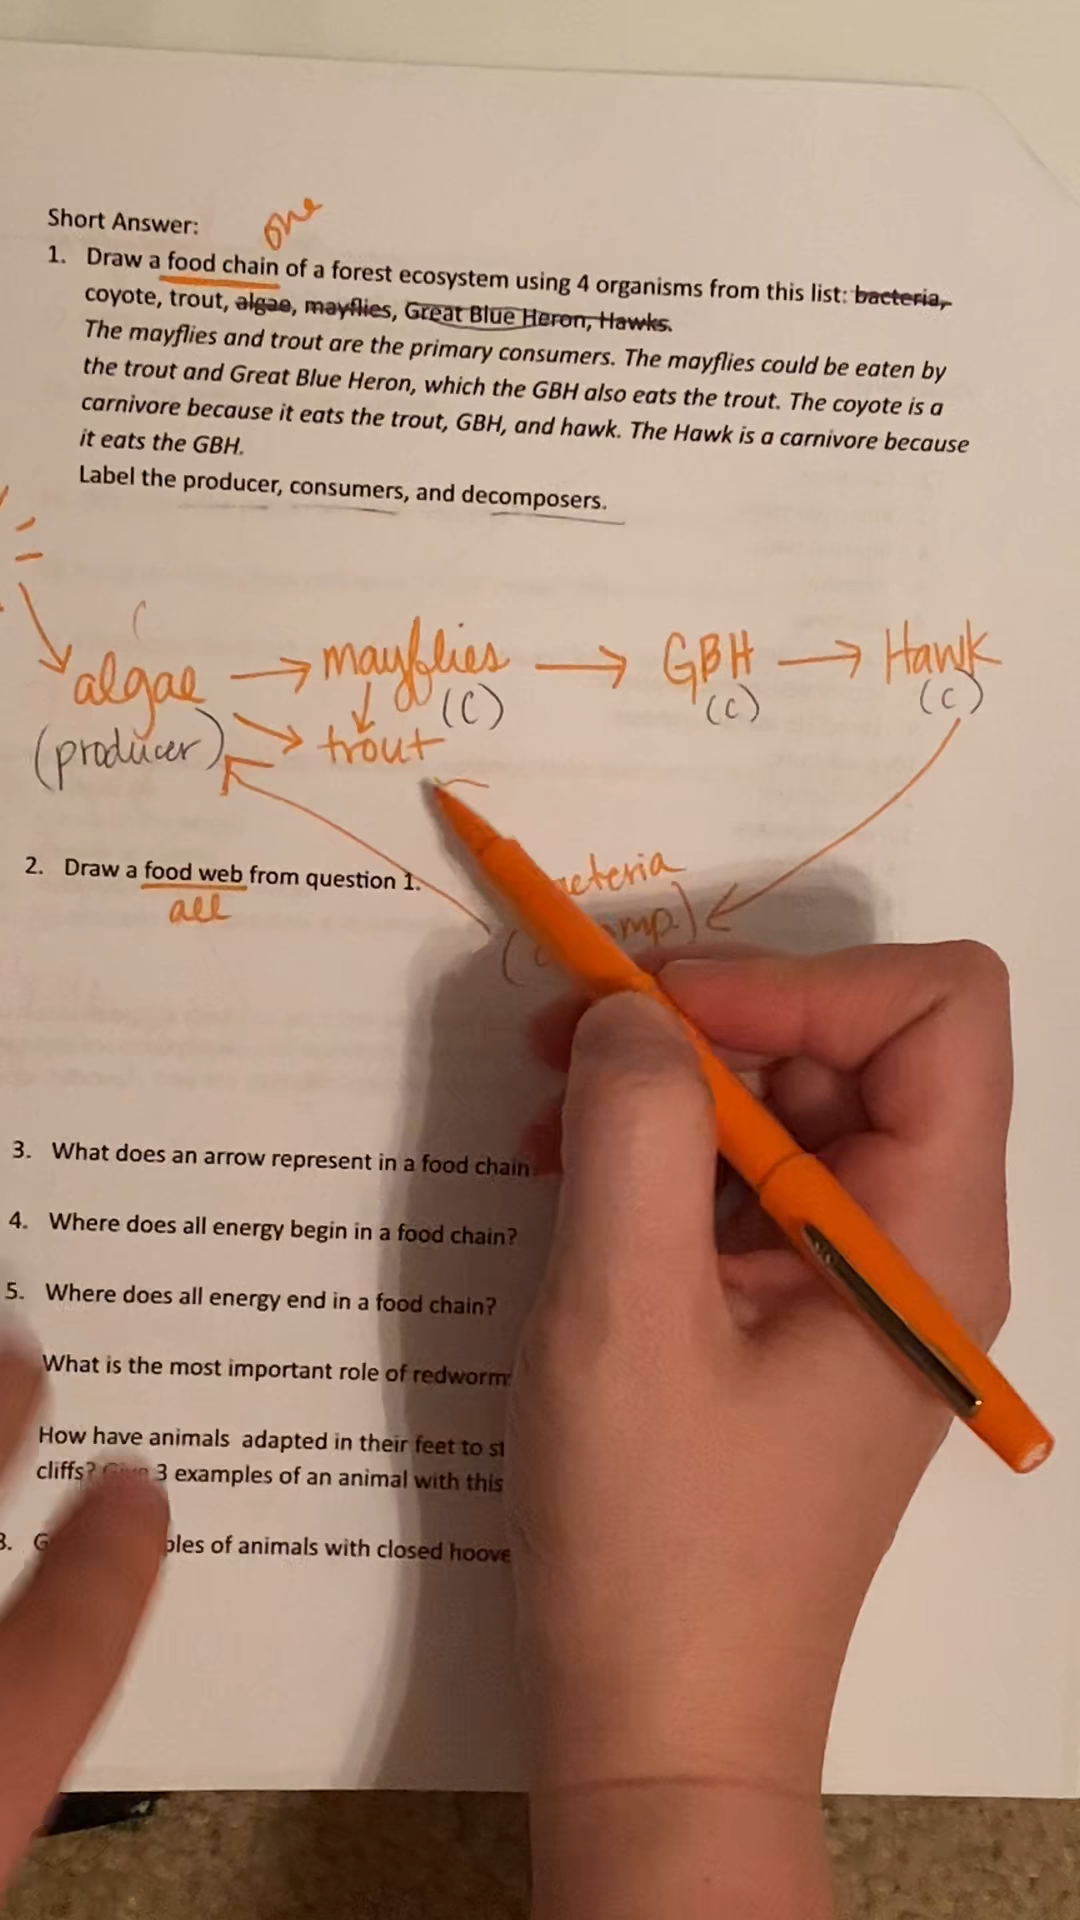 Short Answer:
one
1. Draw a food chain of a forest ecosystem using 4 organisms from this list: bacteria,
coyote, trout, algae, mayflies, Great Blue Heron, Hawks.
The mayflies and trout are the primary consumers. The mayflies could be eaten by
the trout and Great Blue Heron, which the GBH also eats the trout. The coyote is a
carnivore because it eats the trout, GBH, and hawk. The Hawk is a carnivore because
it eats the GBH.
Label the producer, consumers, and decomposers.
algae → mayflies → GBH → Hawk
(producer) (C) (C) (C)
trout
2. Draw a food web from question 1.
all
3. What does an arrow represent in a food chain
4. Where does all energy begin in a food chain?
5. Where does all energy end in a food chain?
What is the most important role of
How have animals adapted in their feet to
cliffs? 3 examples of an animal with this
of animals with closed